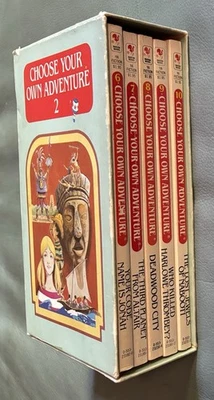 CHOOSE YOUR
OWN ADVENTURE
2
6 CHOOSE YOUR OWN ADVENTURE
YOUR CODE
NAME IS JONAH
7 CHOOSE YOUR OWN ADVENTURE
THE THIRD PLANET
FROM ALTAIR
8 CHOOSE YOUR OWN ADVENTURE
DEADWOOD CITY
9 CHOOSE YOUR OWN ADVENTURE
WHO KILLED
HARLOWE THROMBEY?
10 CHOOSE YOUR OWN ADVENTURE
THE LOST JEWELS
OF NABOOTI